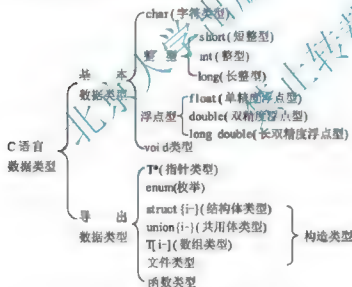 char(字符类型)
short(短整型)
整型
int(整型)
long(长整型)
基本
数据类型
float(单精度浮点型)
浮点型
double(双精度浮点型)
long double(长双精度浮点型)
void类型
C语言
数据类型
T*(指针类型)
enum(枚举)
导出
数据类型
struct{i-}(结构体类型)
union{i-}(共用体类型)
构造类型
T[i-](数组类型)
文件类型
函数类型